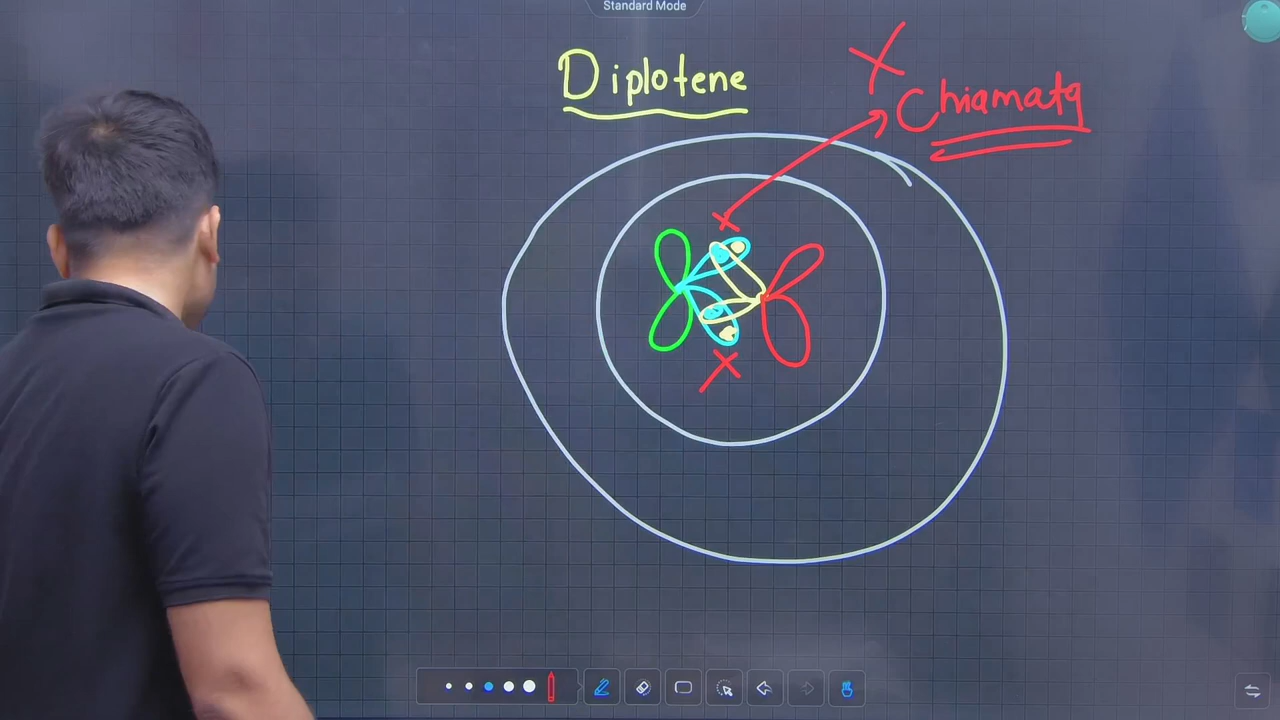 Standard Mode
Diplotene
X
Chiamata
X
X